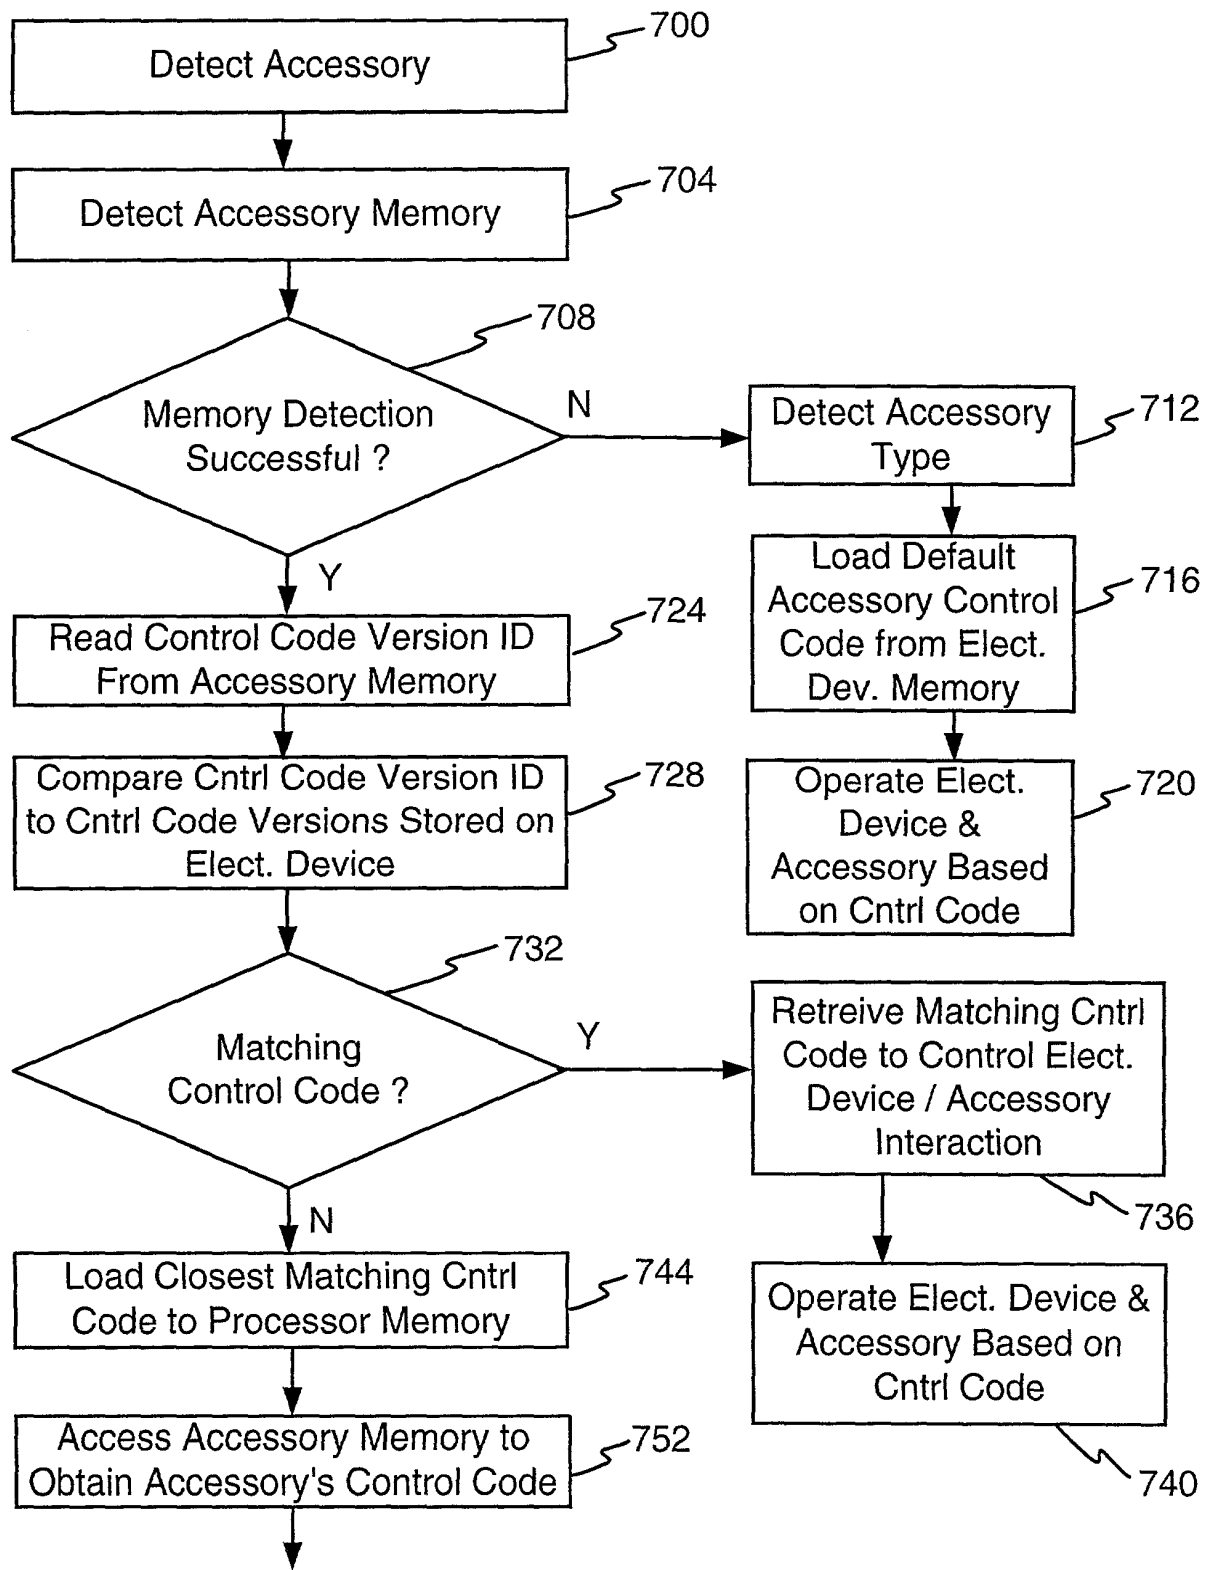 700
Detect Accessory
704
Detect Accessory Memory
708
Memory Detection
Successful ?
N
Y
712
Detect Accessory
Type
716
Load Default
Accessory Control
Code from Elect.
Dev. Memory
720
Operate Elect.
Device &
Accessory Based
on Cntrl Code
724
Read Control Code Version ID
From Accessory Memory
728
Compare Cntrl Code Version ID
to Cntrl Code Versions Stored on
Elect. Device
732
Matching
Control Code ?
Y
N
Retreive Matching Cntrl
Code to Control Elect.
Device / Accessory
Interaction
736
Operate Elect. Device &
Accessory Based on
Cntrl Code
740
744
Load Closest Matching Cntrl
Code to Processor Memory
752
Access Accessory Memory to
Obtain Accessory's Control Code